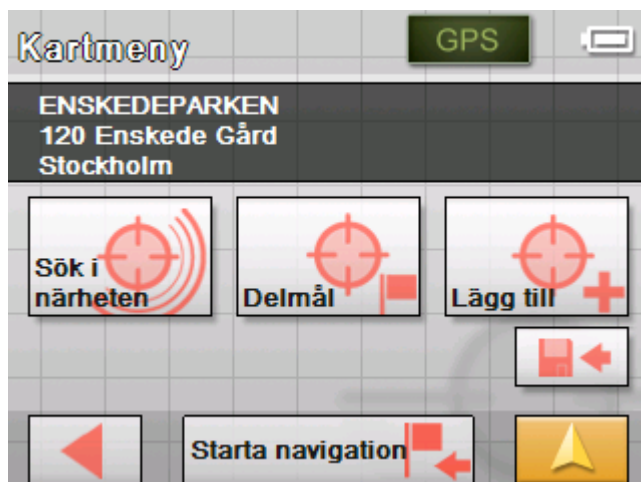 Kartmeny
GPS
ENSKEDEPARKEN
120 Enskede Gård
Stockholm
Sök i
närheten
Delmål
Lägg till
Starta navigation